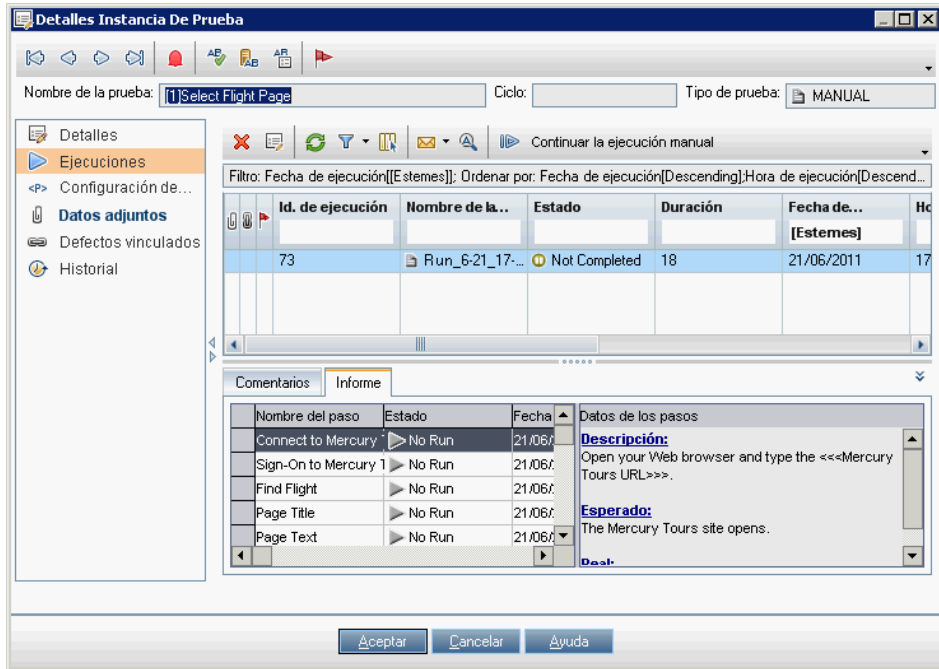 Detalles Instancia De Prueba
Nombre de la prueba: [1]Select Flight Page Ciclo: Tipo de prueba: MANUAL
Detalles
Ejecuciones
<P> Configuración de...
Datos adjuntos
Defectos vinculados
Historial
Continuar la ejecución manual
Filtro: Fecha de ejecución[[Estemes]]; Ordenar por: Fecha de ejecución[Descending];Hora de ejecución[Descend...
Id. de ejecución Nombre de la... Estado Duración Fecha de... Ho
[Estemes]
73 Run_6-21_17-... Not Completed 18 21/06/2011 17
Comentarios Informe
Nombre del paso Estado Fecha
Connect to Mercury No Run 21/06/
Sign-On to Mercury T No Run 21/06/
Find Flight No Run 21/06/
Page Title No Run 21/06/
Page Text No Run 21/06/
Datos de los pasos
Descripción:
Open your Web browser and type the <<<Mercury
Tours URL>>>.
Esperado:
The Mercury Tours site opens.
Real:
Aceptar Cancelar Ayuda